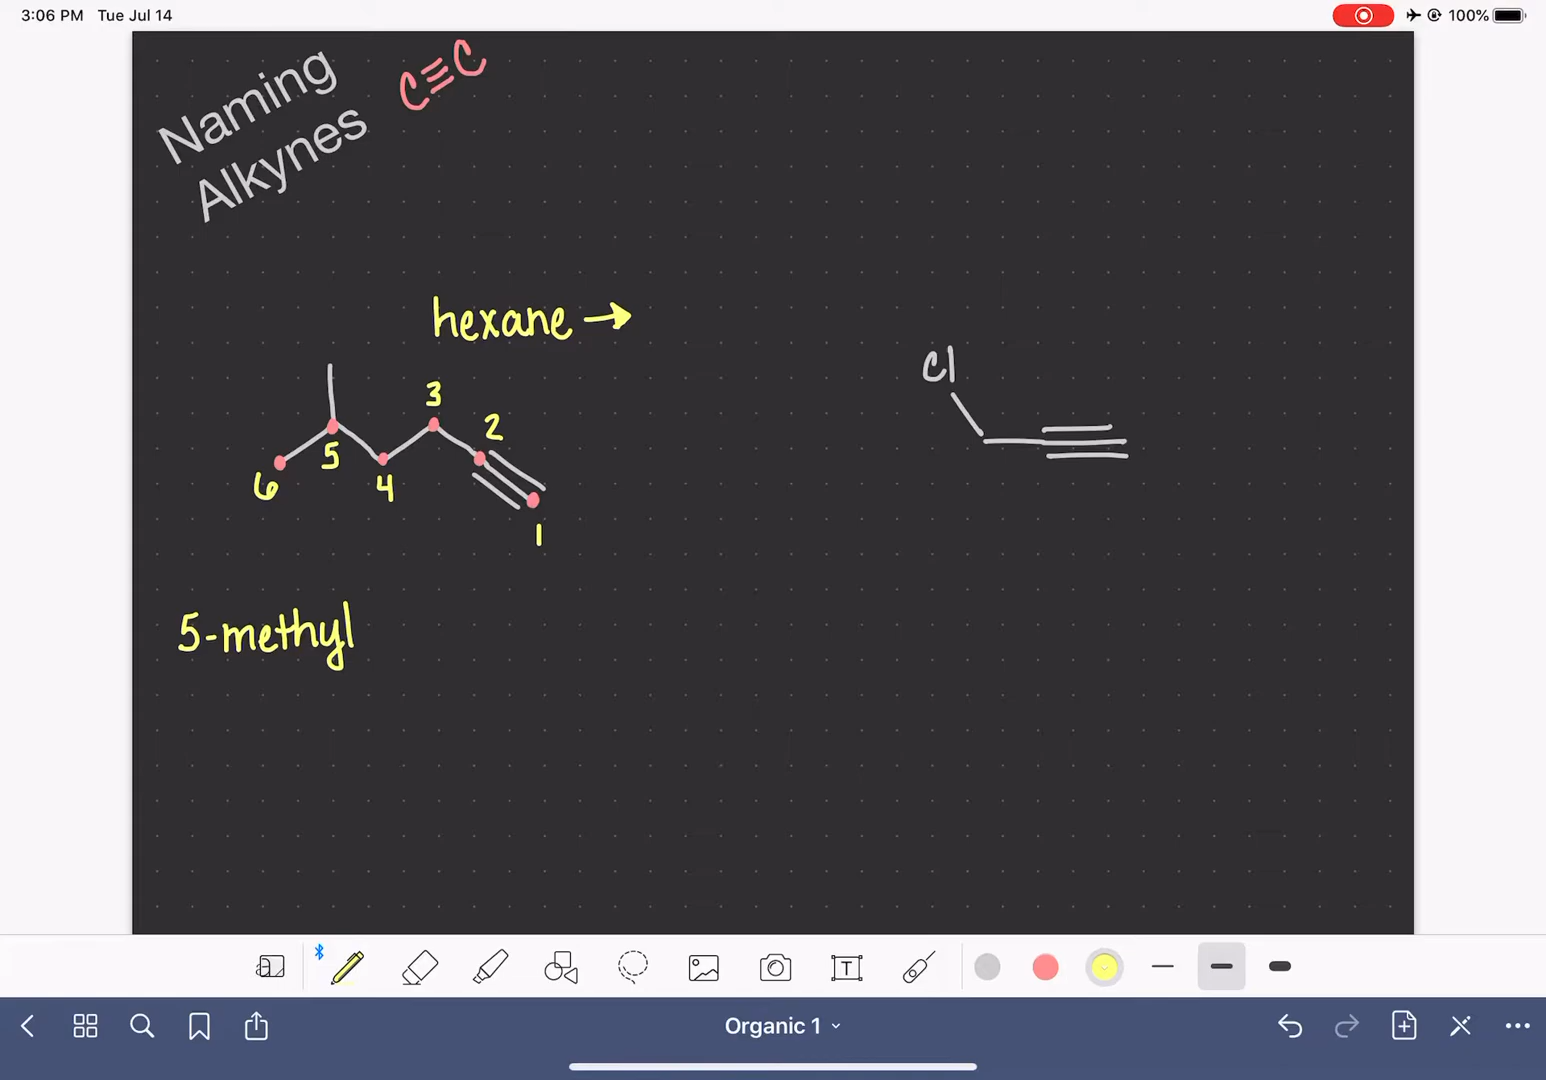 3:06 PM Tue Jul 14
100%
Naming
Alkynes
C≡C
hexane →
Cl
3
2
5
6
4
1
5-methyl
T
Organic 1